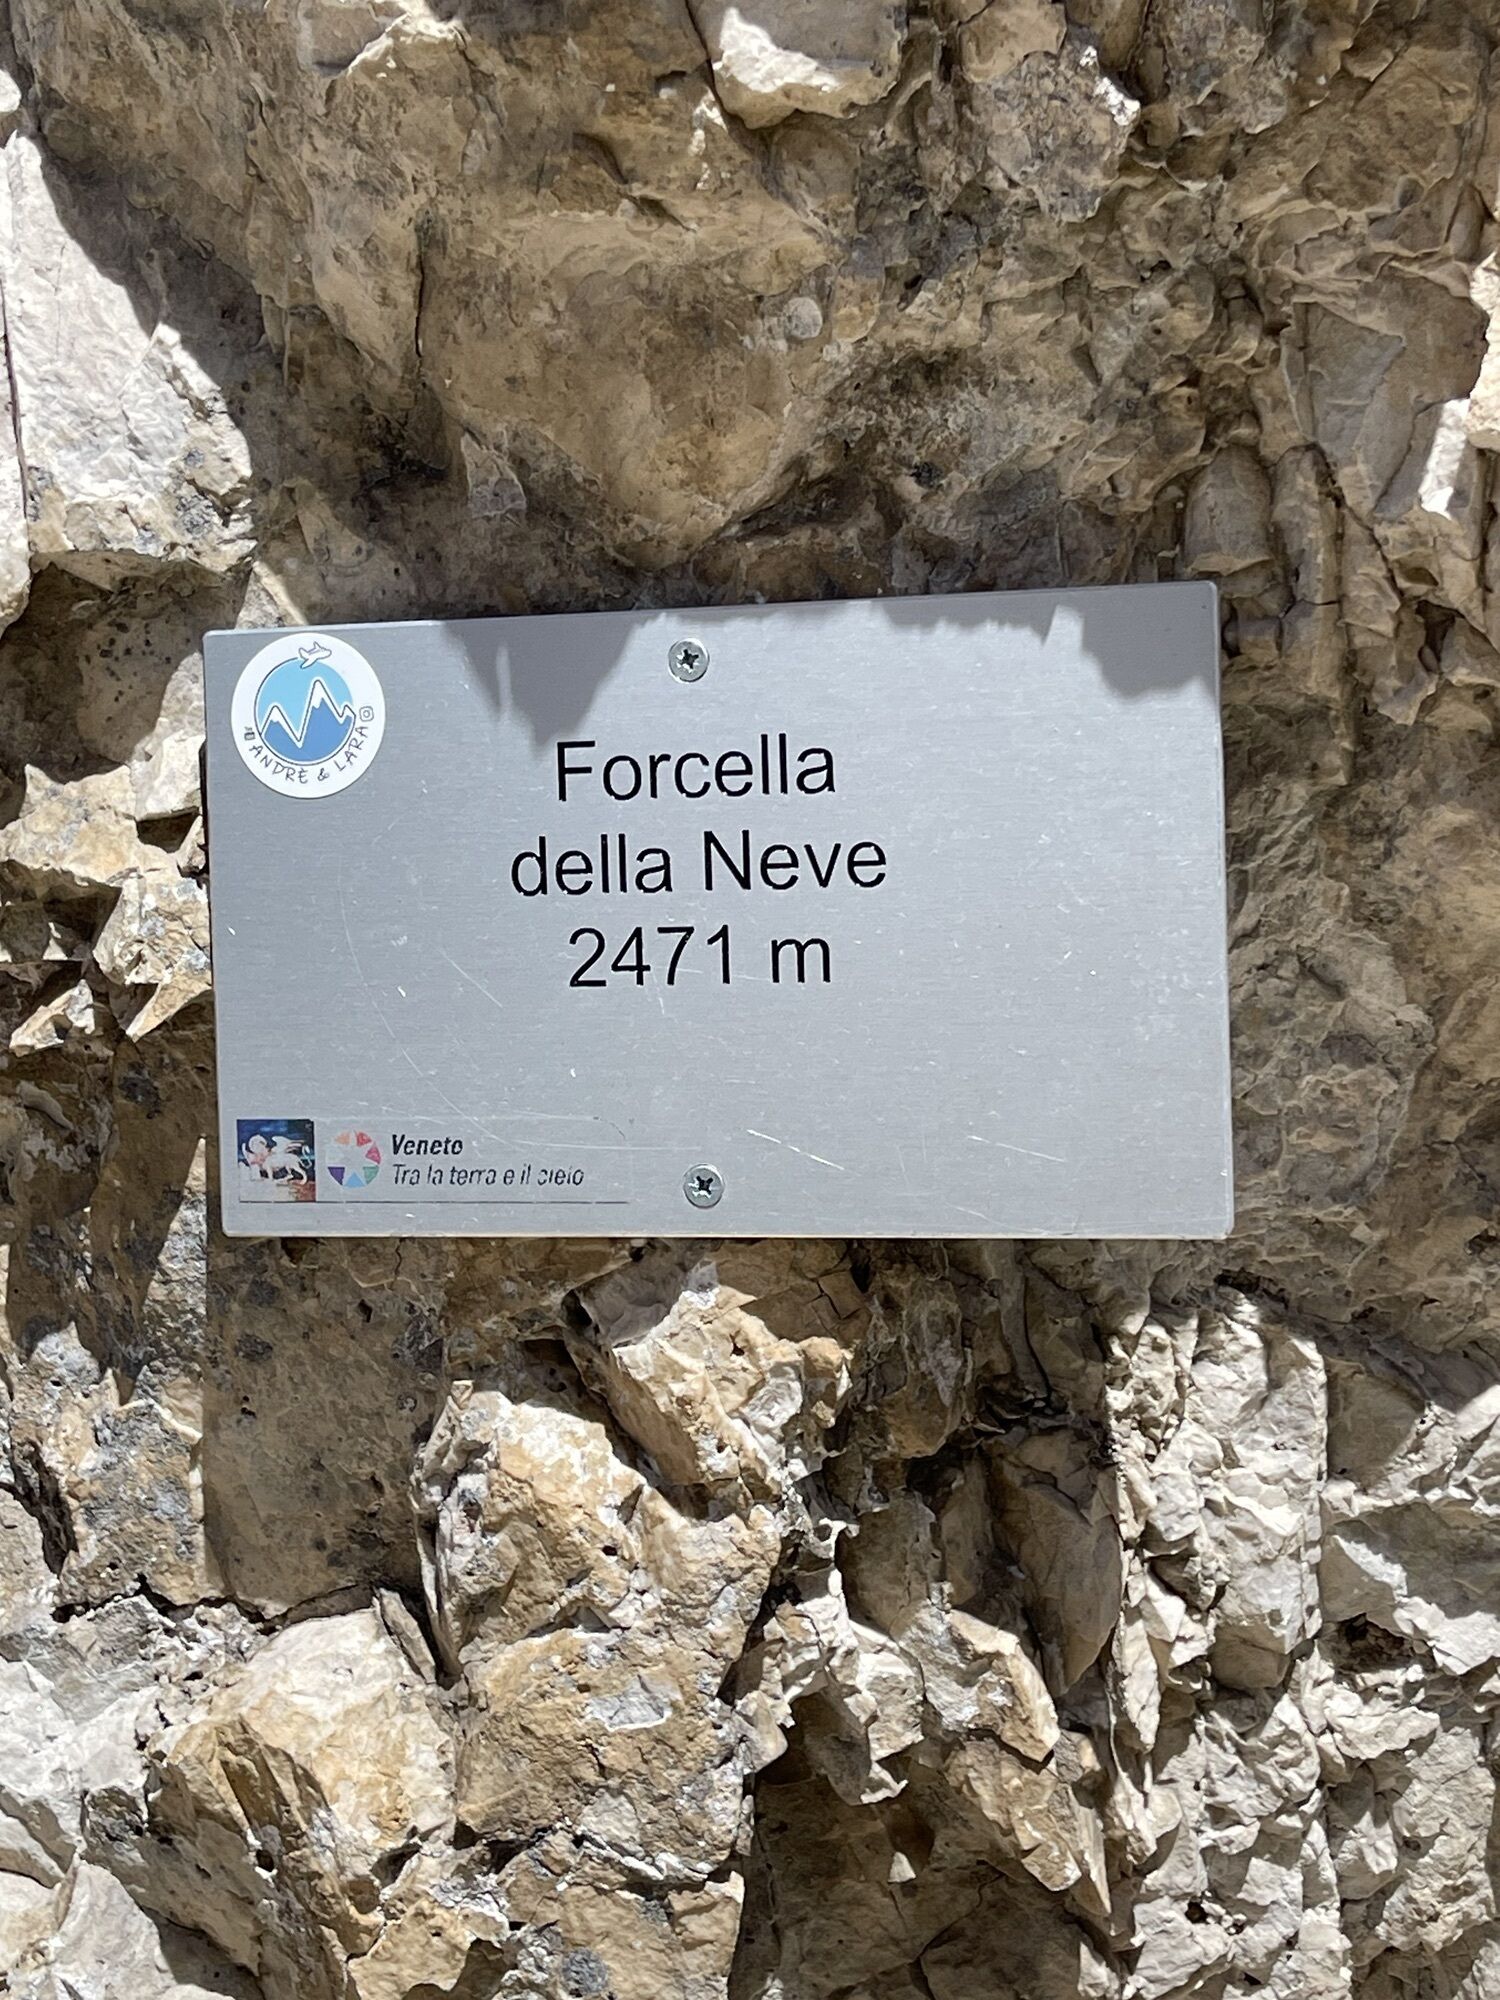 ANDRÈ & LARA
Forcella
della Neve
2471 m
Veneto
Tra la terra e il cielo